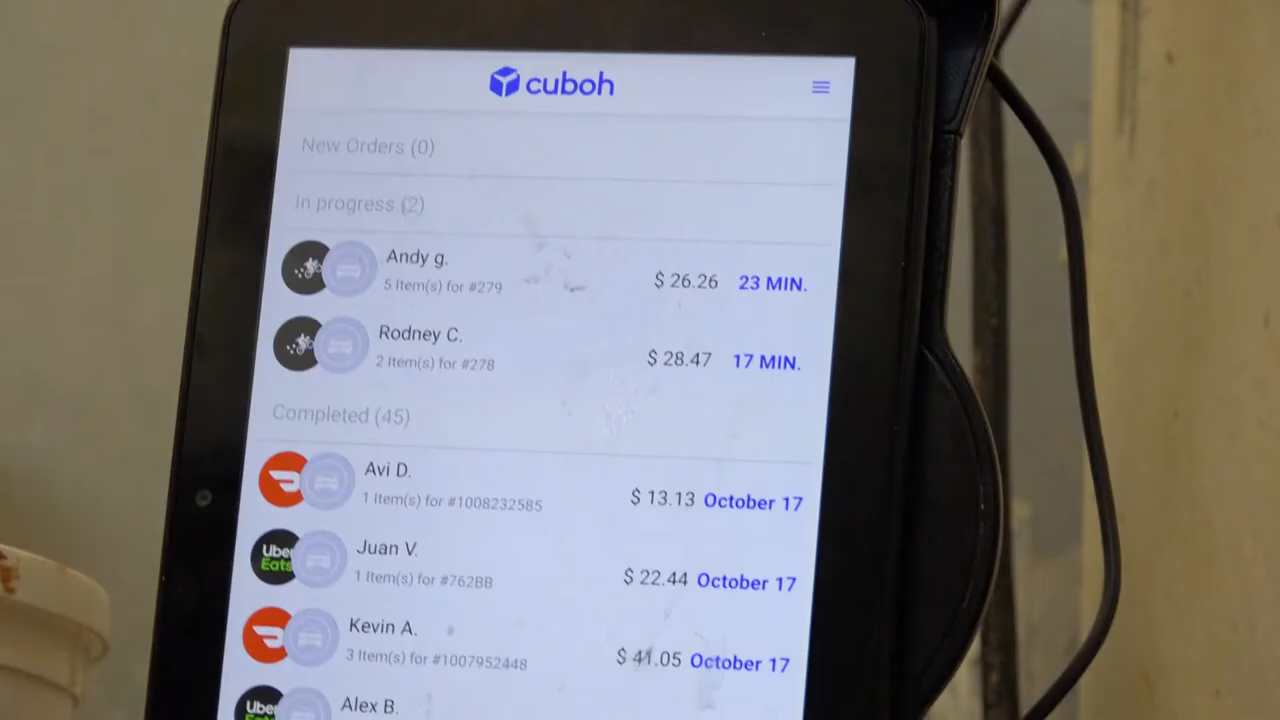 cuboh
New Orders (0)
In progress (2)
Andy g.
5 Item(s) for #279
$ 26.26 23 MIN.
Rodney C.
2 Item(s) for #278
$ 28.47 17 MIN.
Completed (45)
Avi D.
1 Item(s) for #1008232585
$ 13.13 October 17
Uber
Eats
Juan V.
1 Item(s) for #762BB
$ 22.44 October 17
Kevin A.
3 Item(s) for #1007952448
$ 41.05 October 17
Uber
Alex B.